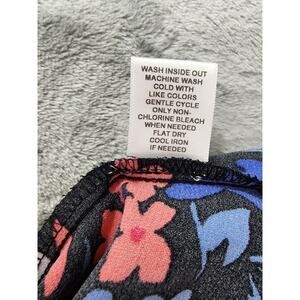 WASH INSIDE OUT
MACHINE WASH
COLD WITH
LIKE COLORS
GENTLE CYCLE
ONLY NON-
CHLORINE BLEACH
WHEN NEEDED
FLAT DRY
COOL IRON
IF NEEDED